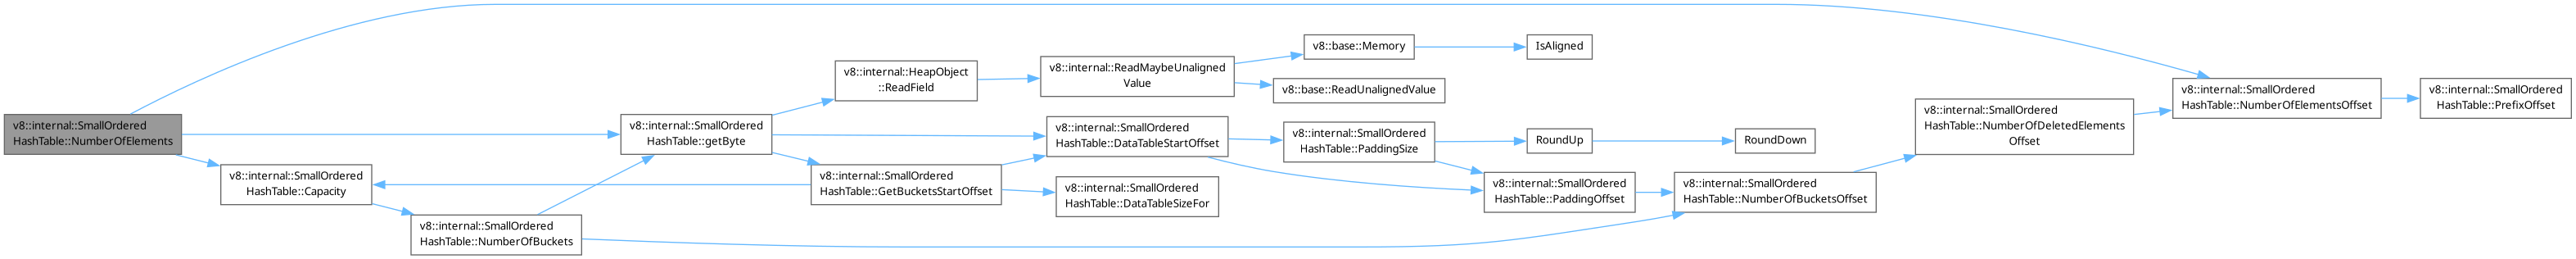 v8::internal::SmallOrdered
HashTable::NumberOfElements
v8::internal::SmallOrdered
HashTable::Capacity
v8::internal::SmallOrdered
HashTable::NumberOfBuckets
v8::internal::SmallOrdered
HashTable::getByte
v8::internal::HeapObject
::ReadField
v8::internal::SmallOrdered
HashTable::GetBucketsStartOffset
v8::internal::ReadMaybeUnaligned
Value
v8::internal::SmallOrdered
HashTable::DataTableStartOffset
v8::internal::SmallOrdered
HashTable::DataTableSizeFor
v8::base::Memory
v8::base::ReadUnalignedValue
v8::internal::SmallOrdered
HashTable::PaddingSize
IsAligned
RoundUp
v8::internal::SmallOrdered
HashTable::PaddingOffset
RoundDown
v8::internal::SmallOrdered
HashTable::NumberOfBucketsOffset
v8::internal::SmallOrdered
HashTable::NumberOfDeletedElements
Offset
v8::internal::SmallOrdered
HashTable::NumberOfElementsOffset
v8::internal::SmallOrdered
HashTable::PrefixOffset